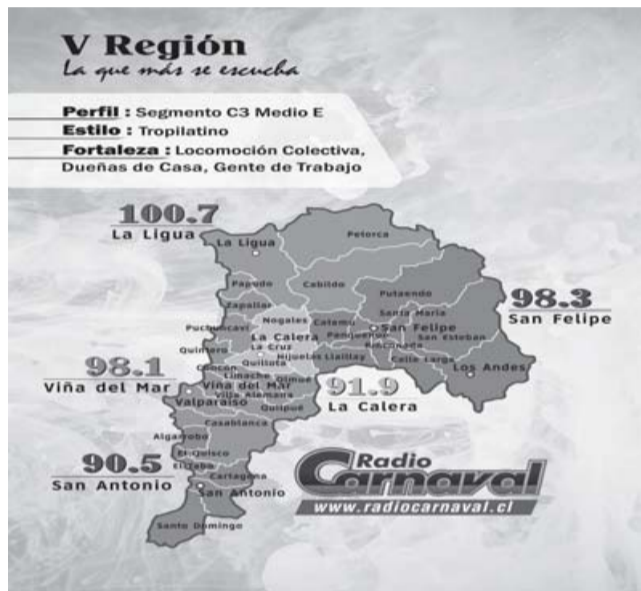 V Región
La que más se escucha
Perfil : Segmento C3 Medio E
Estilo : Tropilatino
Fortaleza : Locomoción Colectiva,
Dueñas de Casa, Gente de Trabajo
100.7
La Ligua
La Ligua
Petorca
Papudo
Cabildo
Putaendo
98.3
San Felipe
Zapallar
Nogales
Catemu
Santa María
Puchuncaví
La Calera
Panquehue
San Felipe
San Esteban
La Cruz
Rinconada
Quintero
Hijuelas
Llaillay
Calle Larga
Los Andes
98.1
Viña del Mar
Concón
Quillota
Limache
Olmué
Viña del Mar
Villa Alemana
91.9
La Calera
Valparaíso
Quilpué
Casablanca
Algarrobo
El Quisco
El Tabo
90.5
San Antonio
Cartagena
San Antonio
Santo Domingo
Radio
Carnaval
www.radiocarnaval.cl